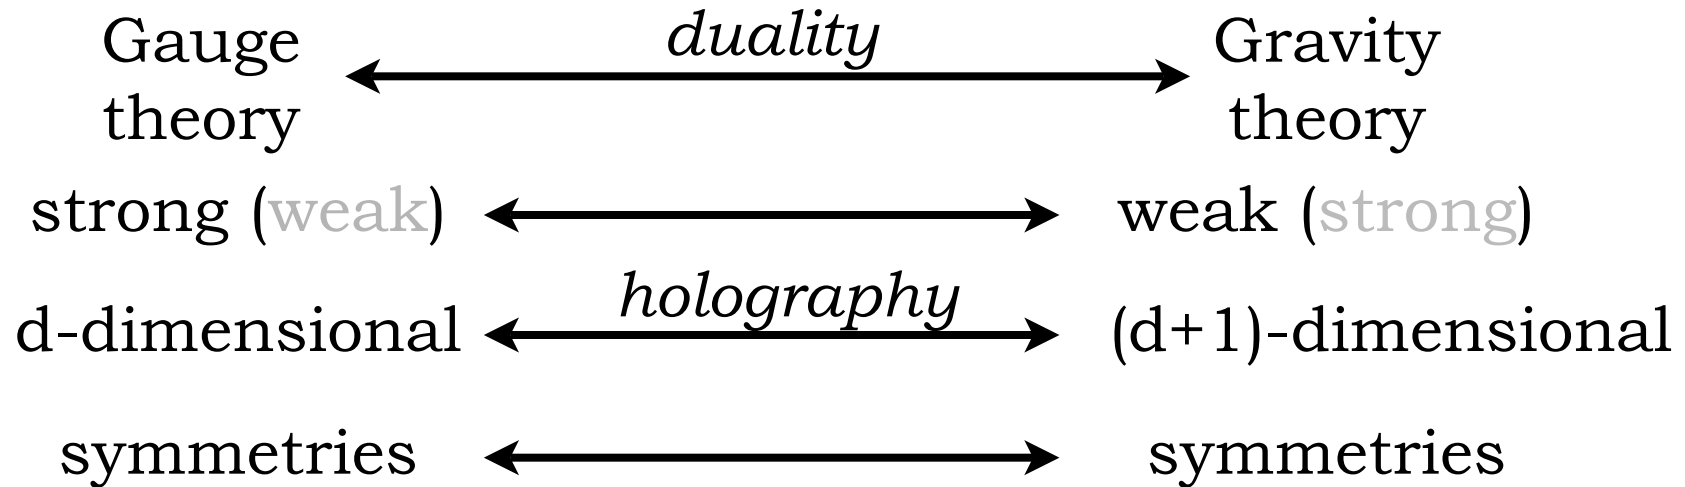 Gauge theory
duality
Gravity theory
strong (weak)
weak (strong)
d-dimensional
holography
(d+1)-dimensional
symmetries
symmetries